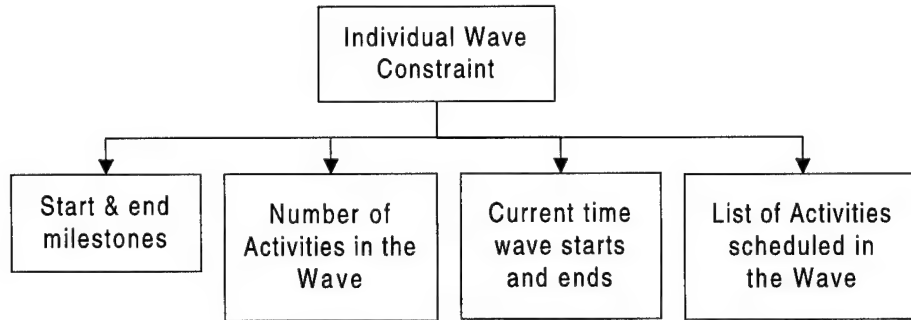 Individual Wave
Constraint
Start & end
milestones
Number of
Activities in the
Wave
Current time
wave starts
and ends
List of Activities
scheduled in
the Wave